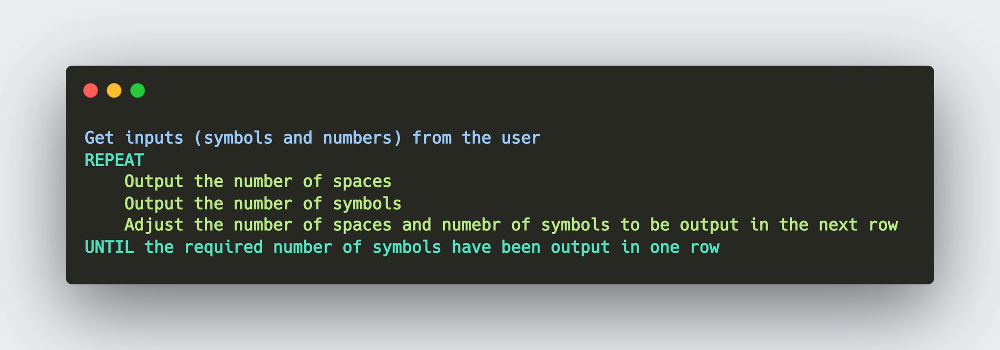 Get inputs (symbols and numbers) from the user
REPEAT
    Output the number of spaces
    Output the number of symbols
    Adjust the number of spaces and numebr of symbols to be output in the next row
UNTIL the required number of symbols have been output in one row